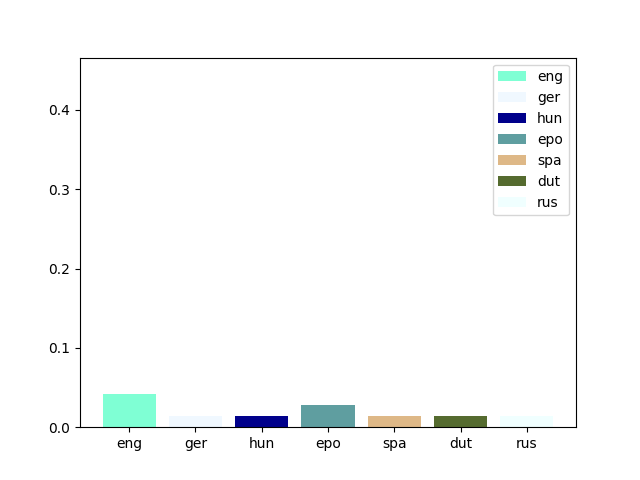 eng
ger
hun
epo
spa
dut
rus
0.4
0.3
0.2
0.1
0.0
eng ger hun epo spa dut rus